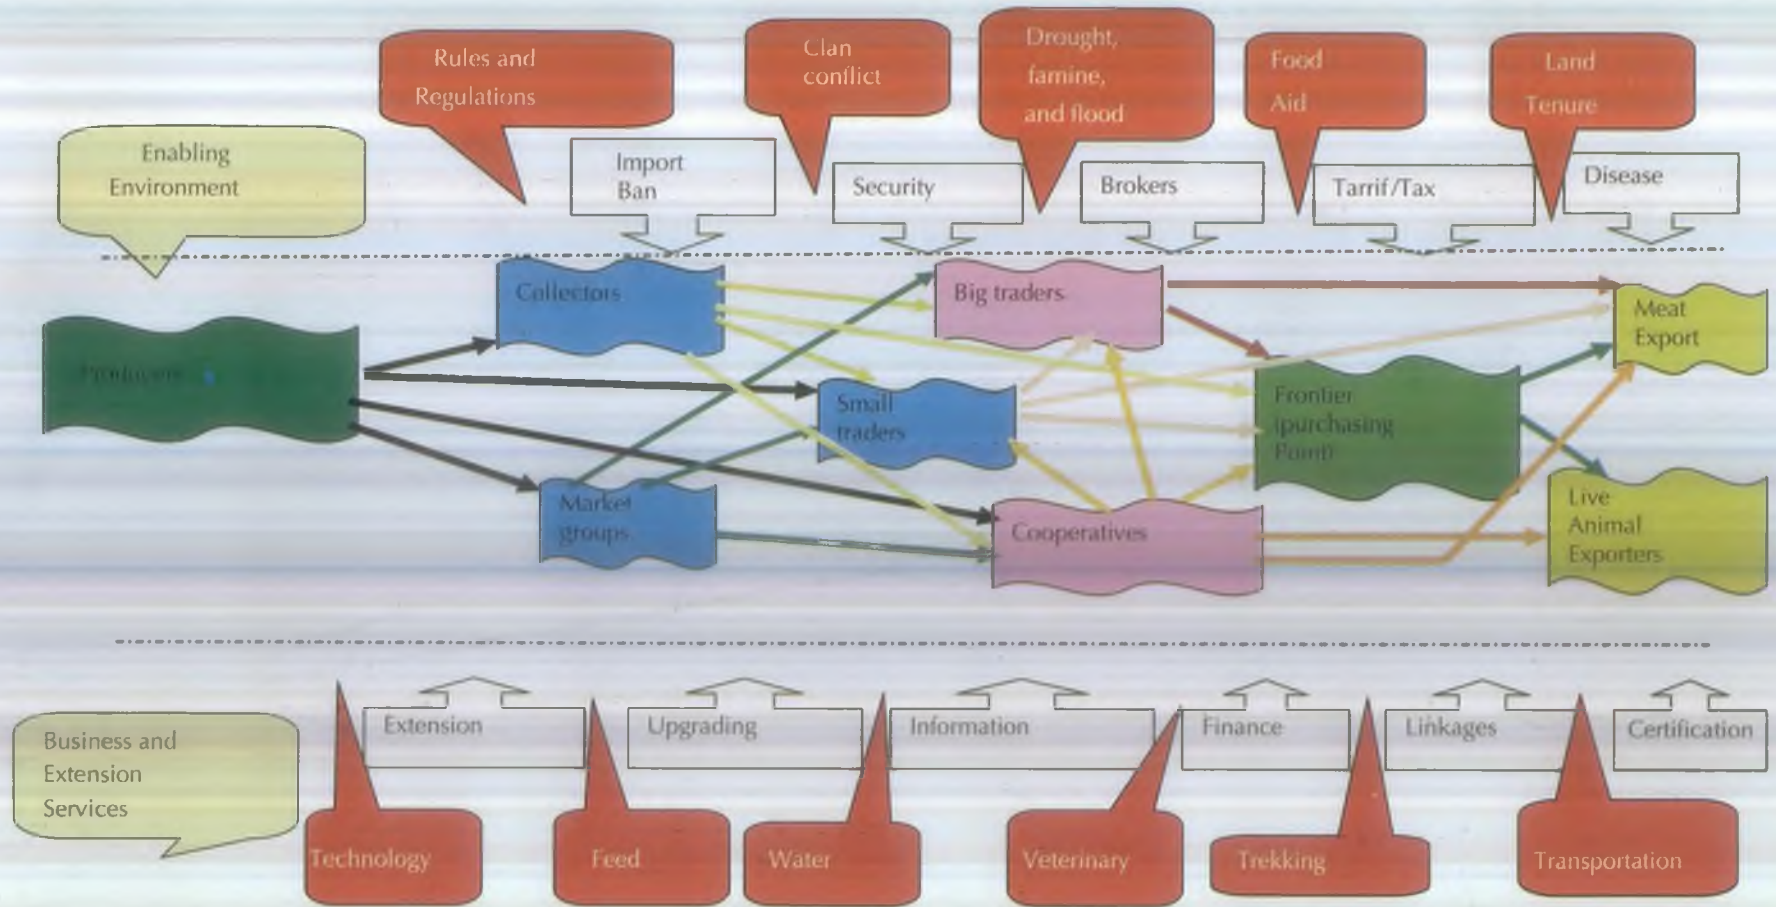 Rules and
Regulations
Clan
conflict
Drought,
famine,
and flood
Food
Aid
Land
Tenure
Enabling
Environment
Import
Ban
Security
Brokers
Tarrif/Tax
Disease
Collectors
Big traders
Meat
Export
Producers
Small
traders
Frontier
(purchasing
Point)
Market
groups
Cooperatives
Live
Animal
Exporters
Business and
Extension
Services
Extension
Upgrading
Information
Finance
Linkages
Certification
Technology
Feed
Water
Veterinary
Trekking
Transportation